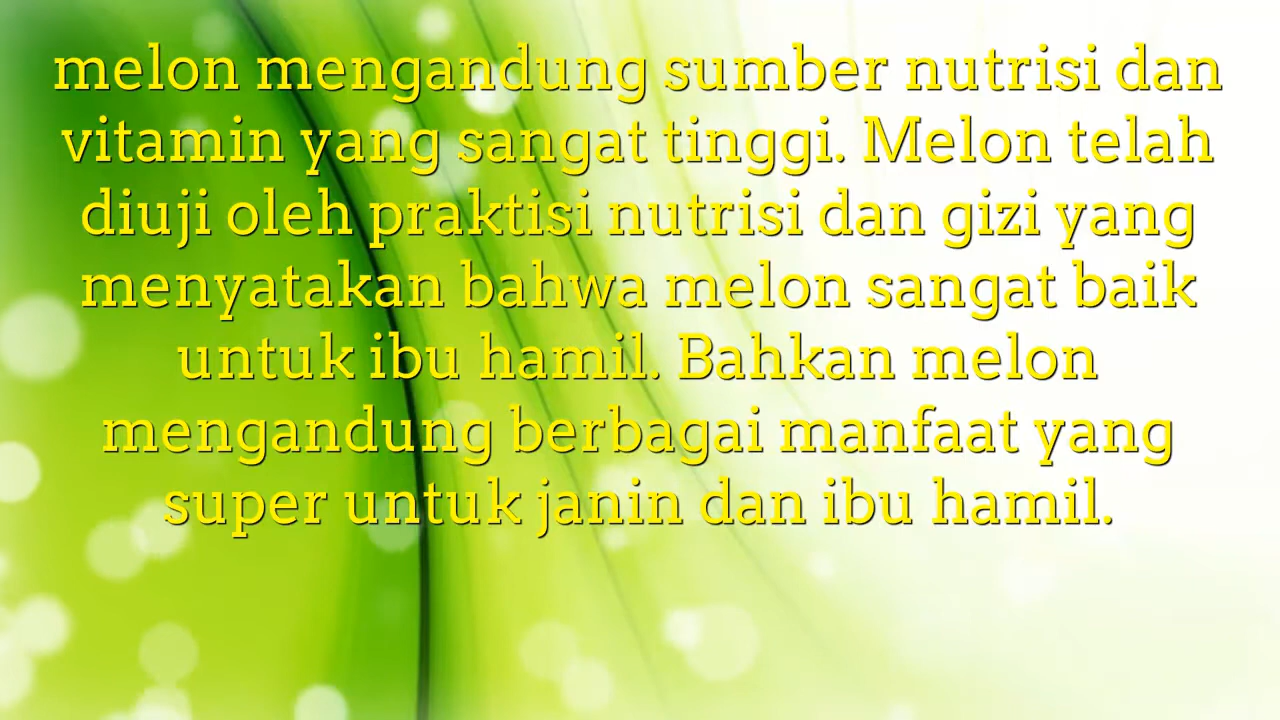 melon mengandung sumber nutrisi dan
vitamin yang sangat tinggi. Melon telah
diuji oleh praktisi nutrisi dan gizi yang
menyatakan bahwa melon sangat baik
untuk ibu hamil. Bahkan melon
mengandung berbagai manfaat yang
super untuk janin dan ibu hamil.